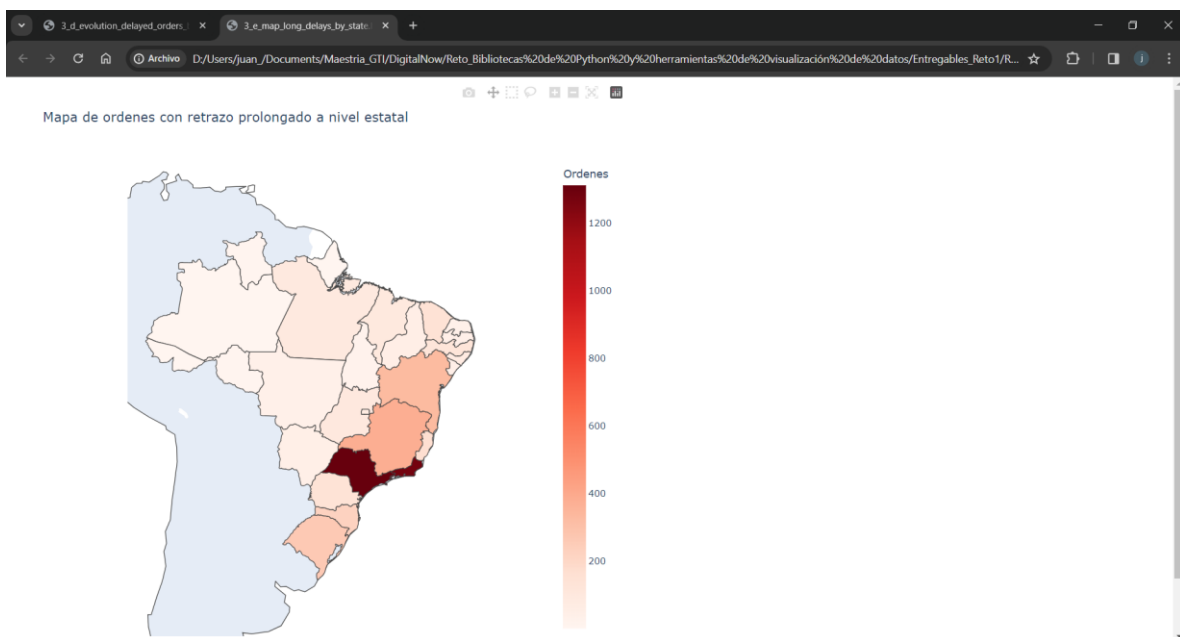 3_d_evolution_delayed_orders_
3_e_map_long_delays_by_state.
Archivo D:/Users/juan_/Documents/Maestria_GTI/DigitalNow/Reto_Bibliotecas%20de%20Python%20y%20herramientas%20de%20visualización%20de%20datos/Entregables_Reto1/R...
j
Mapa de ordenes con retrazo prolongado a nivel estatal
Ordenes
1200
1000
800
600
400
200